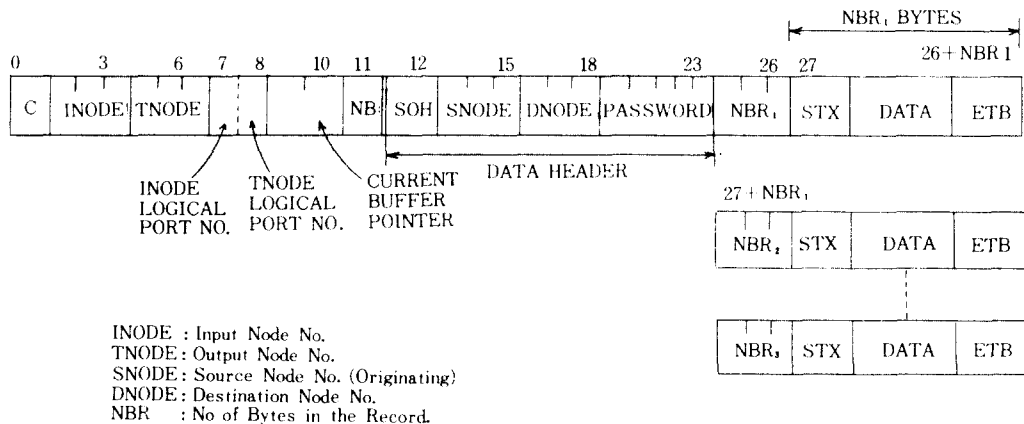 NBR₁ BYTES
0 3 6 7 8 10 11 12 15 18 23 26 27 26+NBR1
C INODE TNODE NB SOH SNODE DNODE PASSWORD NBR₁ STX DATA ETB
DATA HEADER
INODE LOGICAL PORT NO.
TNODE LOGICAL PORT NO.
CURRENT BUFFER POINTER
27+NBR₁
NBR₂ STX DATA ETB
NBR₃ STX DATA ETB
INODE : Input Node No.
TNODE : Output Node No.
SNODE : Source Node No. (Originating)
DNODE : Destination Node No.
NBR : No of Bytes in the Record.